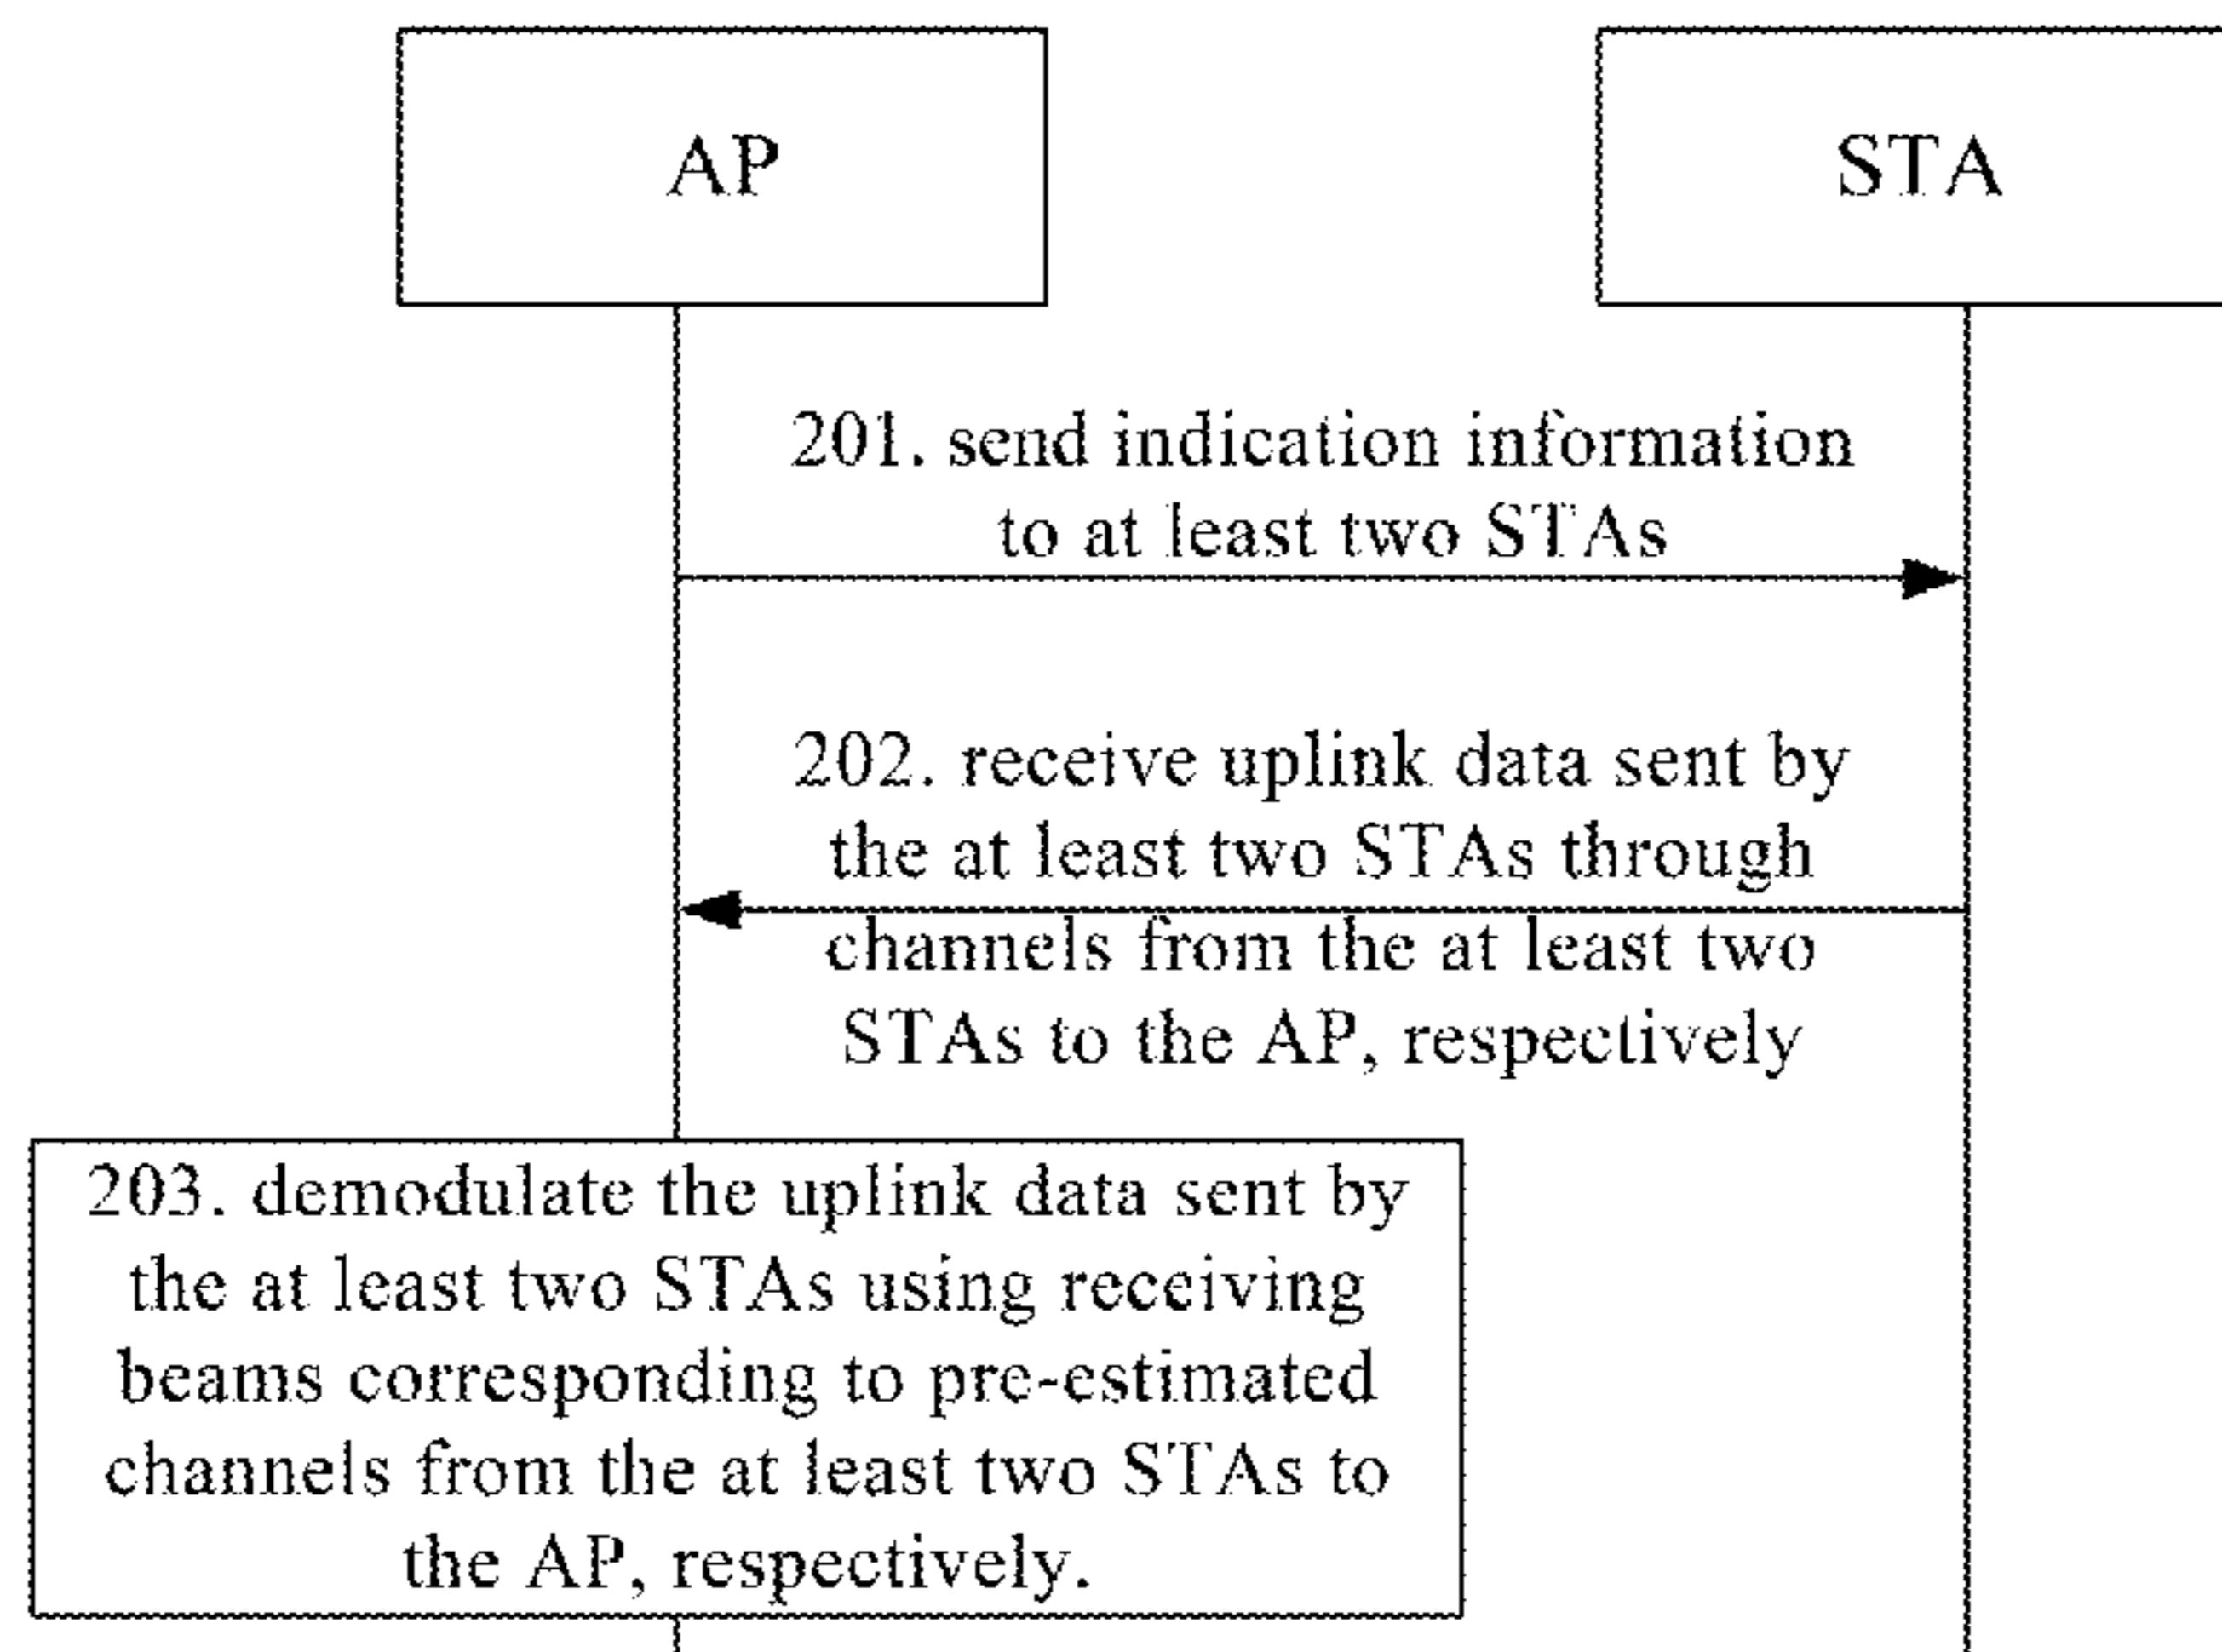 AP
STA
201. send indication information
to at least two STAs
202. receive uplink data sent by
the at least two STAs through
channels from the at least two
STAs to the AP, respectively
203. demodulate the uplink data sent by
the at least two STAs using receiving
beams corresponding to pre-estimated
channels from the at least two STAs to
the AP, respectively.